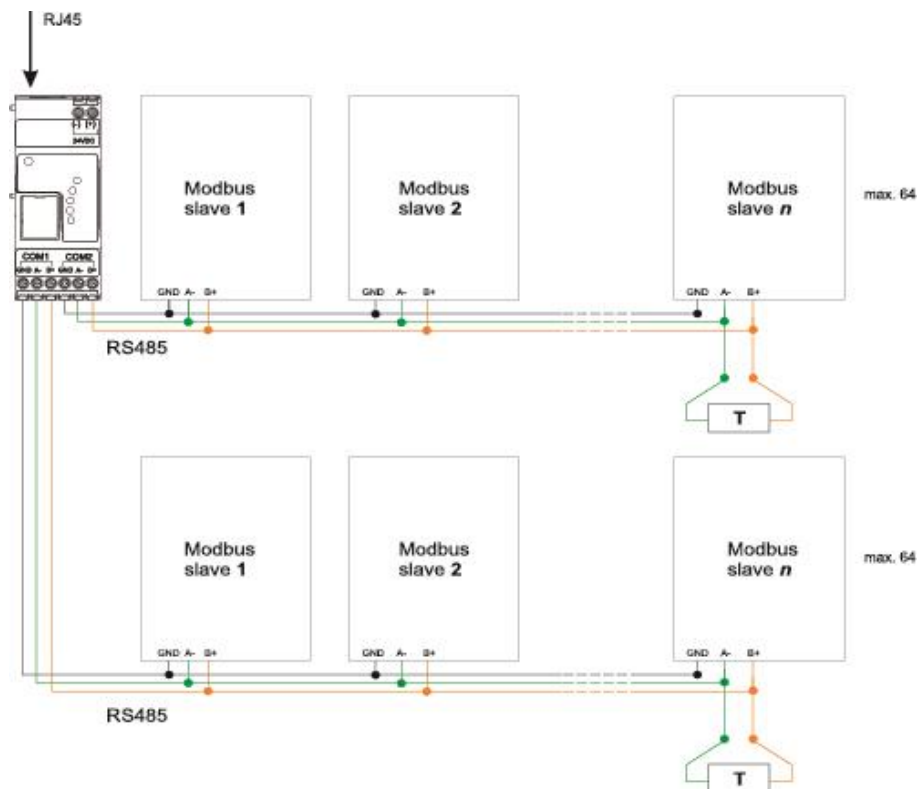 RJ45
(-) (+)
24VDC
COM1 COM2
GND A- B+ GND A- B+
Modbus
slave 1
Modbus
slave 2
Modbus
slave n
max. 64
GND A- B+
GND A- B+
GND A- B+
RS485
T
Modbus
slave 1
Modbus
slave 2
Modbus
slave n
max. 64
GND A- B+
GND A- B+
GND A- B+
RS485
T